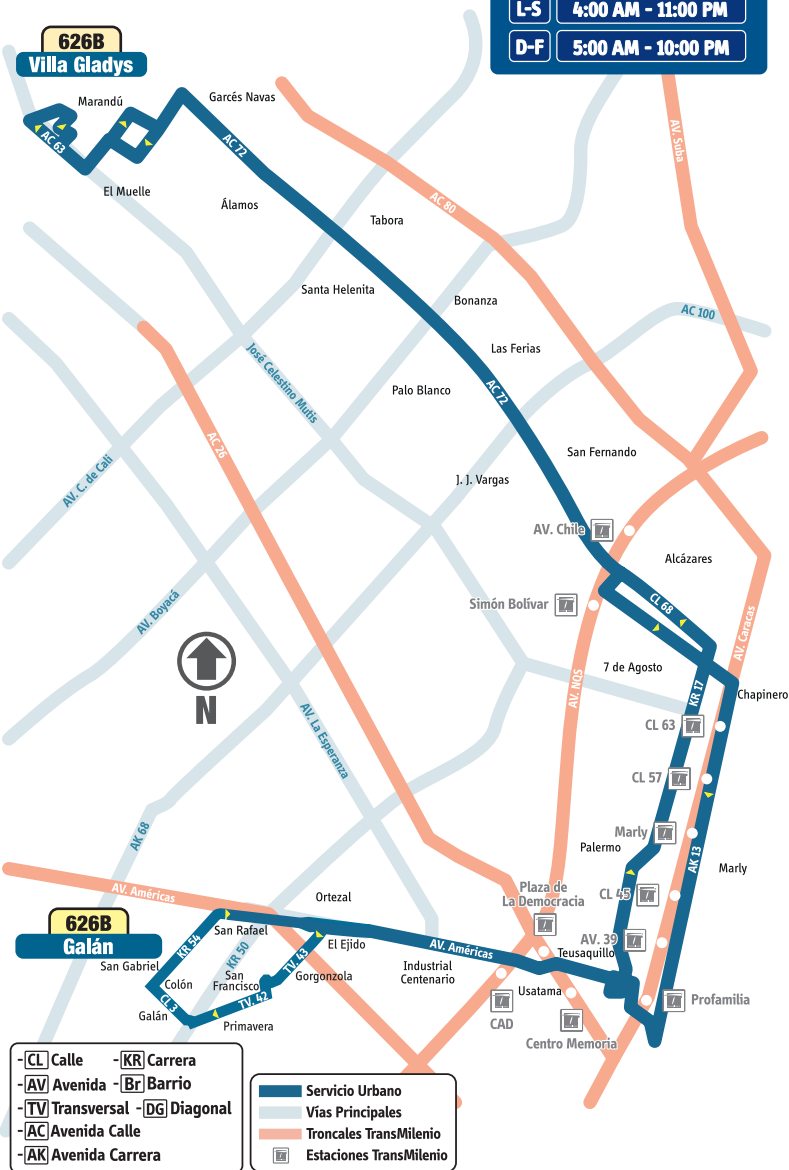 L-S 4:00 AM - 11:00 PM
D-F 5:00 AM - 10:00 PM
626B
Villa Gladys
Marandú
Garcés Navas
AC 63
AC 72
AV. Suba
El Muelle
Álamos
AC 80
Tabora
Santa Helenita
Bonanza
AC 100
José Celestino Mutis
Las Ferias
Palo Blanco
AC 72
AC 26
San Fernando
AV. C. de Cali
J. J. Vargas
AV. Chile
Alcázares
AV. Boyacá
Simón Bolívar
CL 68
AV. Caracas
7 de Agosto
AV. NQS
KR 17
Chapinero
N
AV. La Esperanza
CL 63
CL 57
AK 68
Marly
Palermo
AK 13
Marly
AV. Américas
Ortezal
Plaza de
La Democracia
CL 45
626B
Galán
San Rafael
KR 54
KR 50
El Ejido
AV. Américas
AV. 39
Teusaquillo
San Gabriel
Colón
San
Francisco
TV. 43
Gorgonzola
Industrial
Centenario
Usatama
Profamilia
CL 3
TV. 42
Galán
Primavera
CAD
Centro Memoria
- CL Calle - KR Carrera
- AV Avenida - Br Barrio
- TV Transversal - DG Diagonal
- AC Avenida Calle
- AK Avenida Carrera
Servicio Urbano
Vías Principales
Troncales TransMilenio
Estaciones TransMilenio